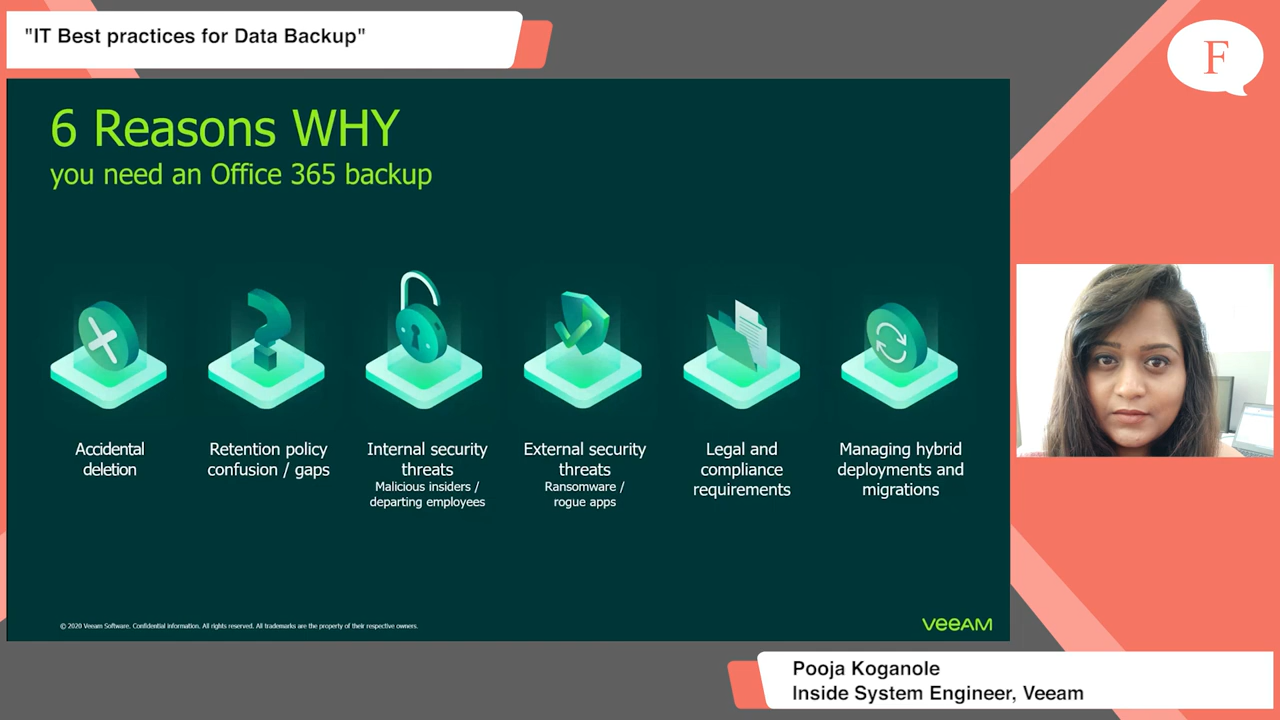 "IT Best practices for Data Backup"
F
6 Reasons WHY
you need an Office 365 backup
Accidental
deletion
Retention policy
confusion / gaps
Internal security
threats
Malicious insiders /
departing employees
External security
threats
Ransomware /
rogue apps
Legal and
compliance
requirements
Managing hybrid
deployments and
migrations
© 2020 Veeam Software. Confidential information. All rights reserved. All trademarks are the property of their respective owners.
veeAM
Pooja Koganole
Inside System Engineer, Veeam